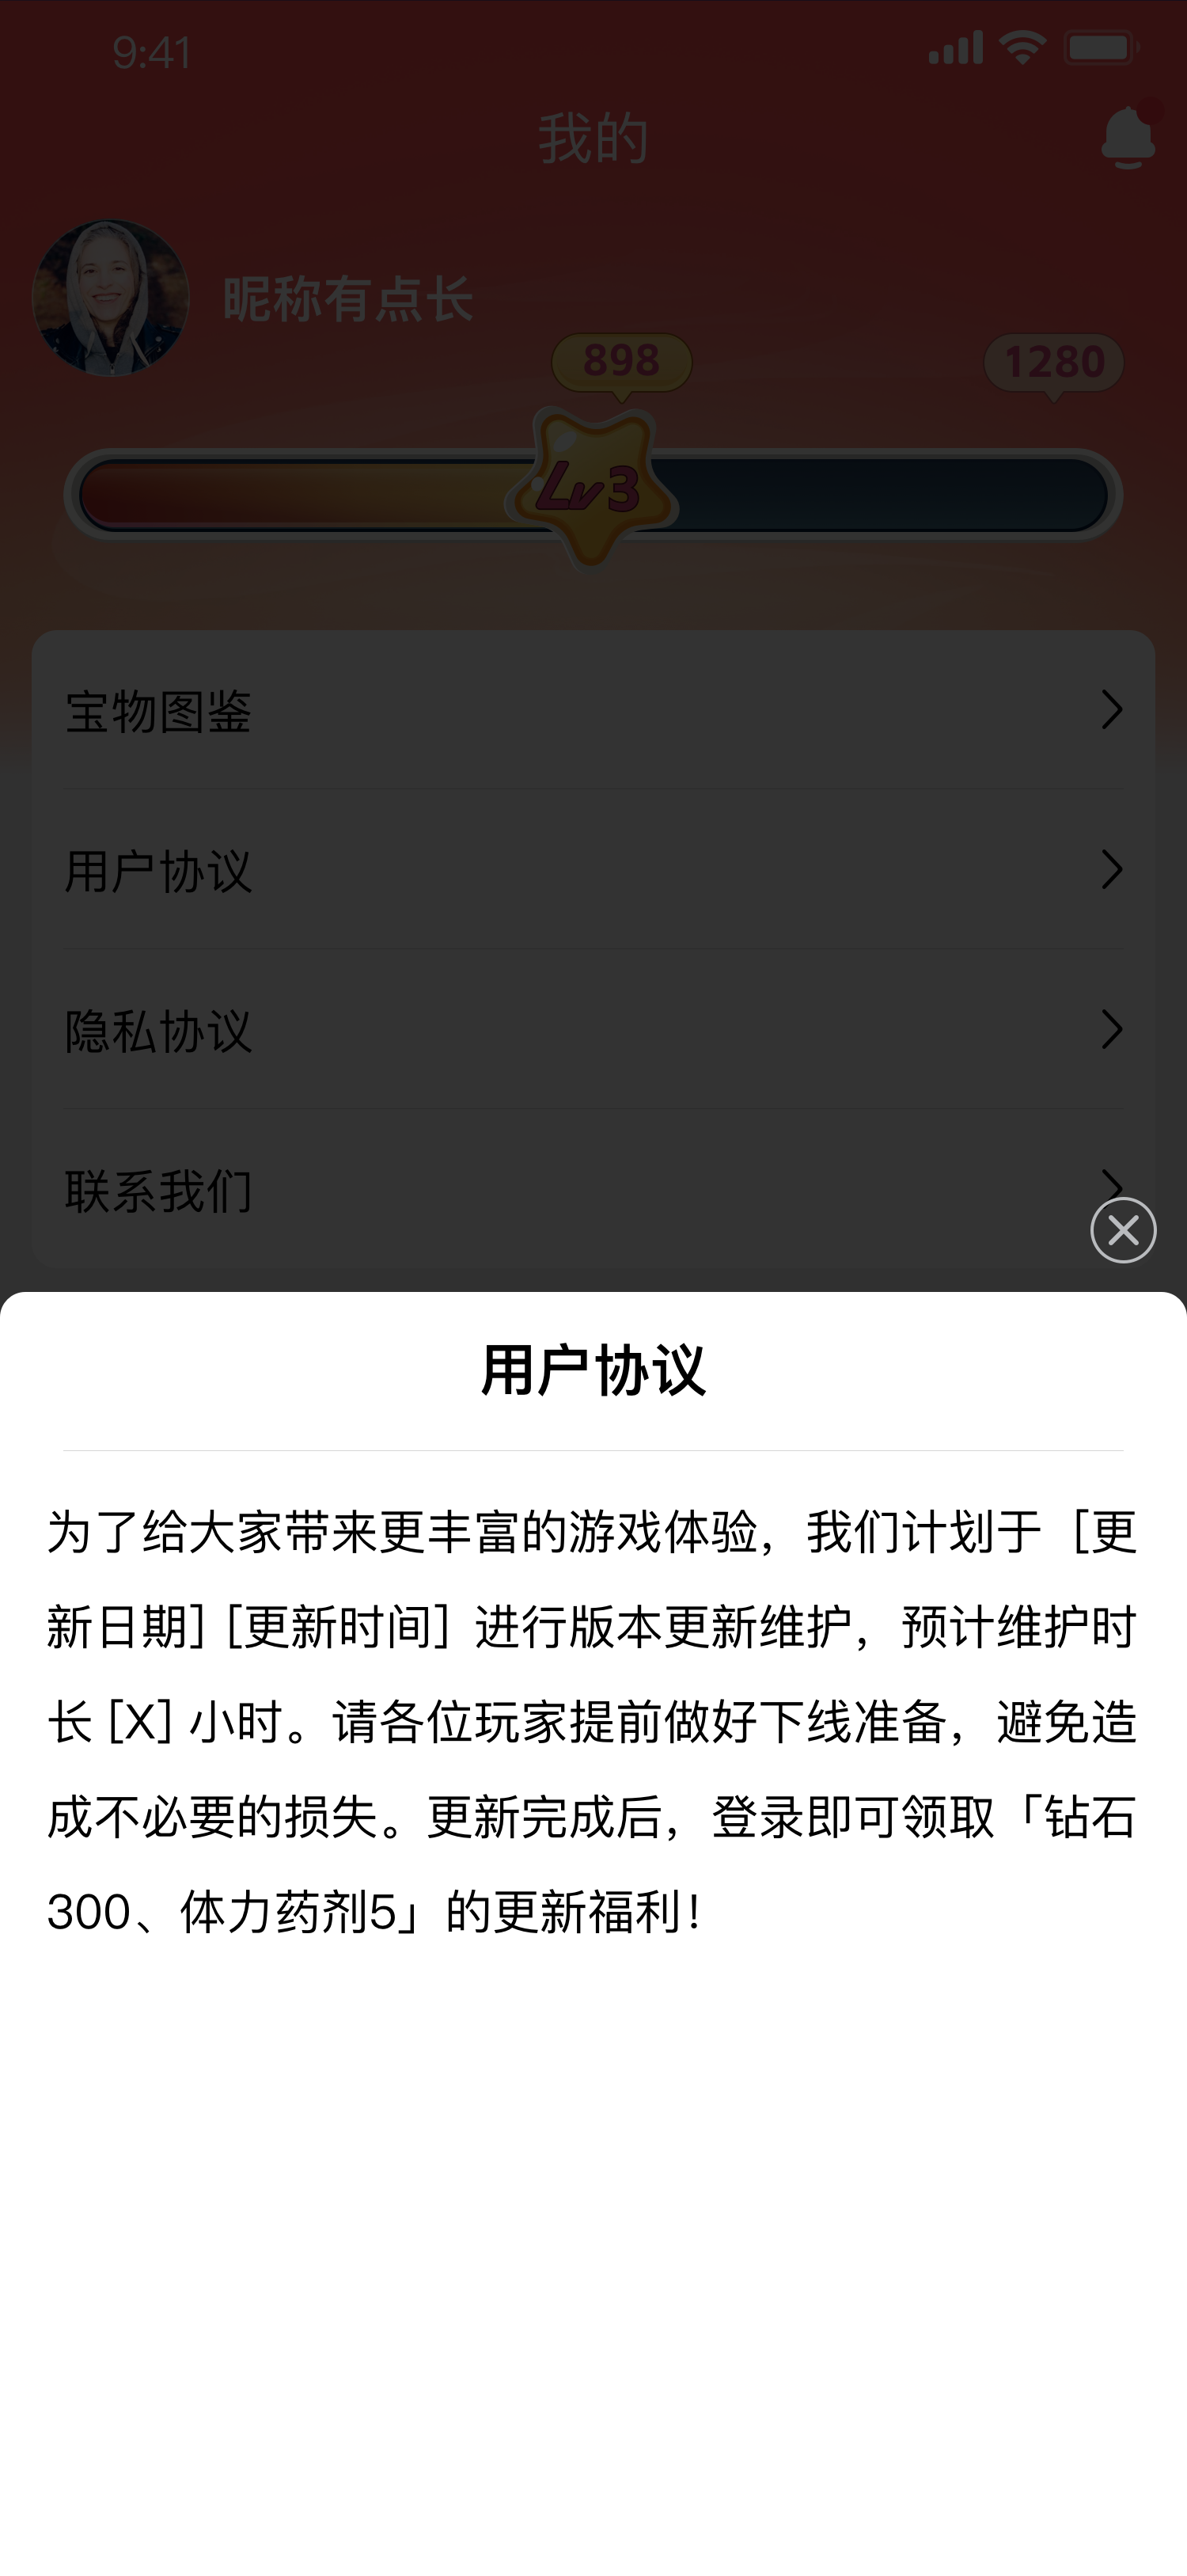 9:41
我的
昵称有点长
898
1280
Lv3
宝物图鉴
用户协议
隐私协议
联系我们
用户协议
为了给大家带来更丰富的游戏体验，我们计划于 [更
新日期] [更新时间] 进行版本更新维护，预计维护时
长 [X] 小时。请各位玩家提前做好下线准备，避免造
成不必要的损失。更新完成后，登录即可领取「钻石
300、体力药剂5」的更新福利！